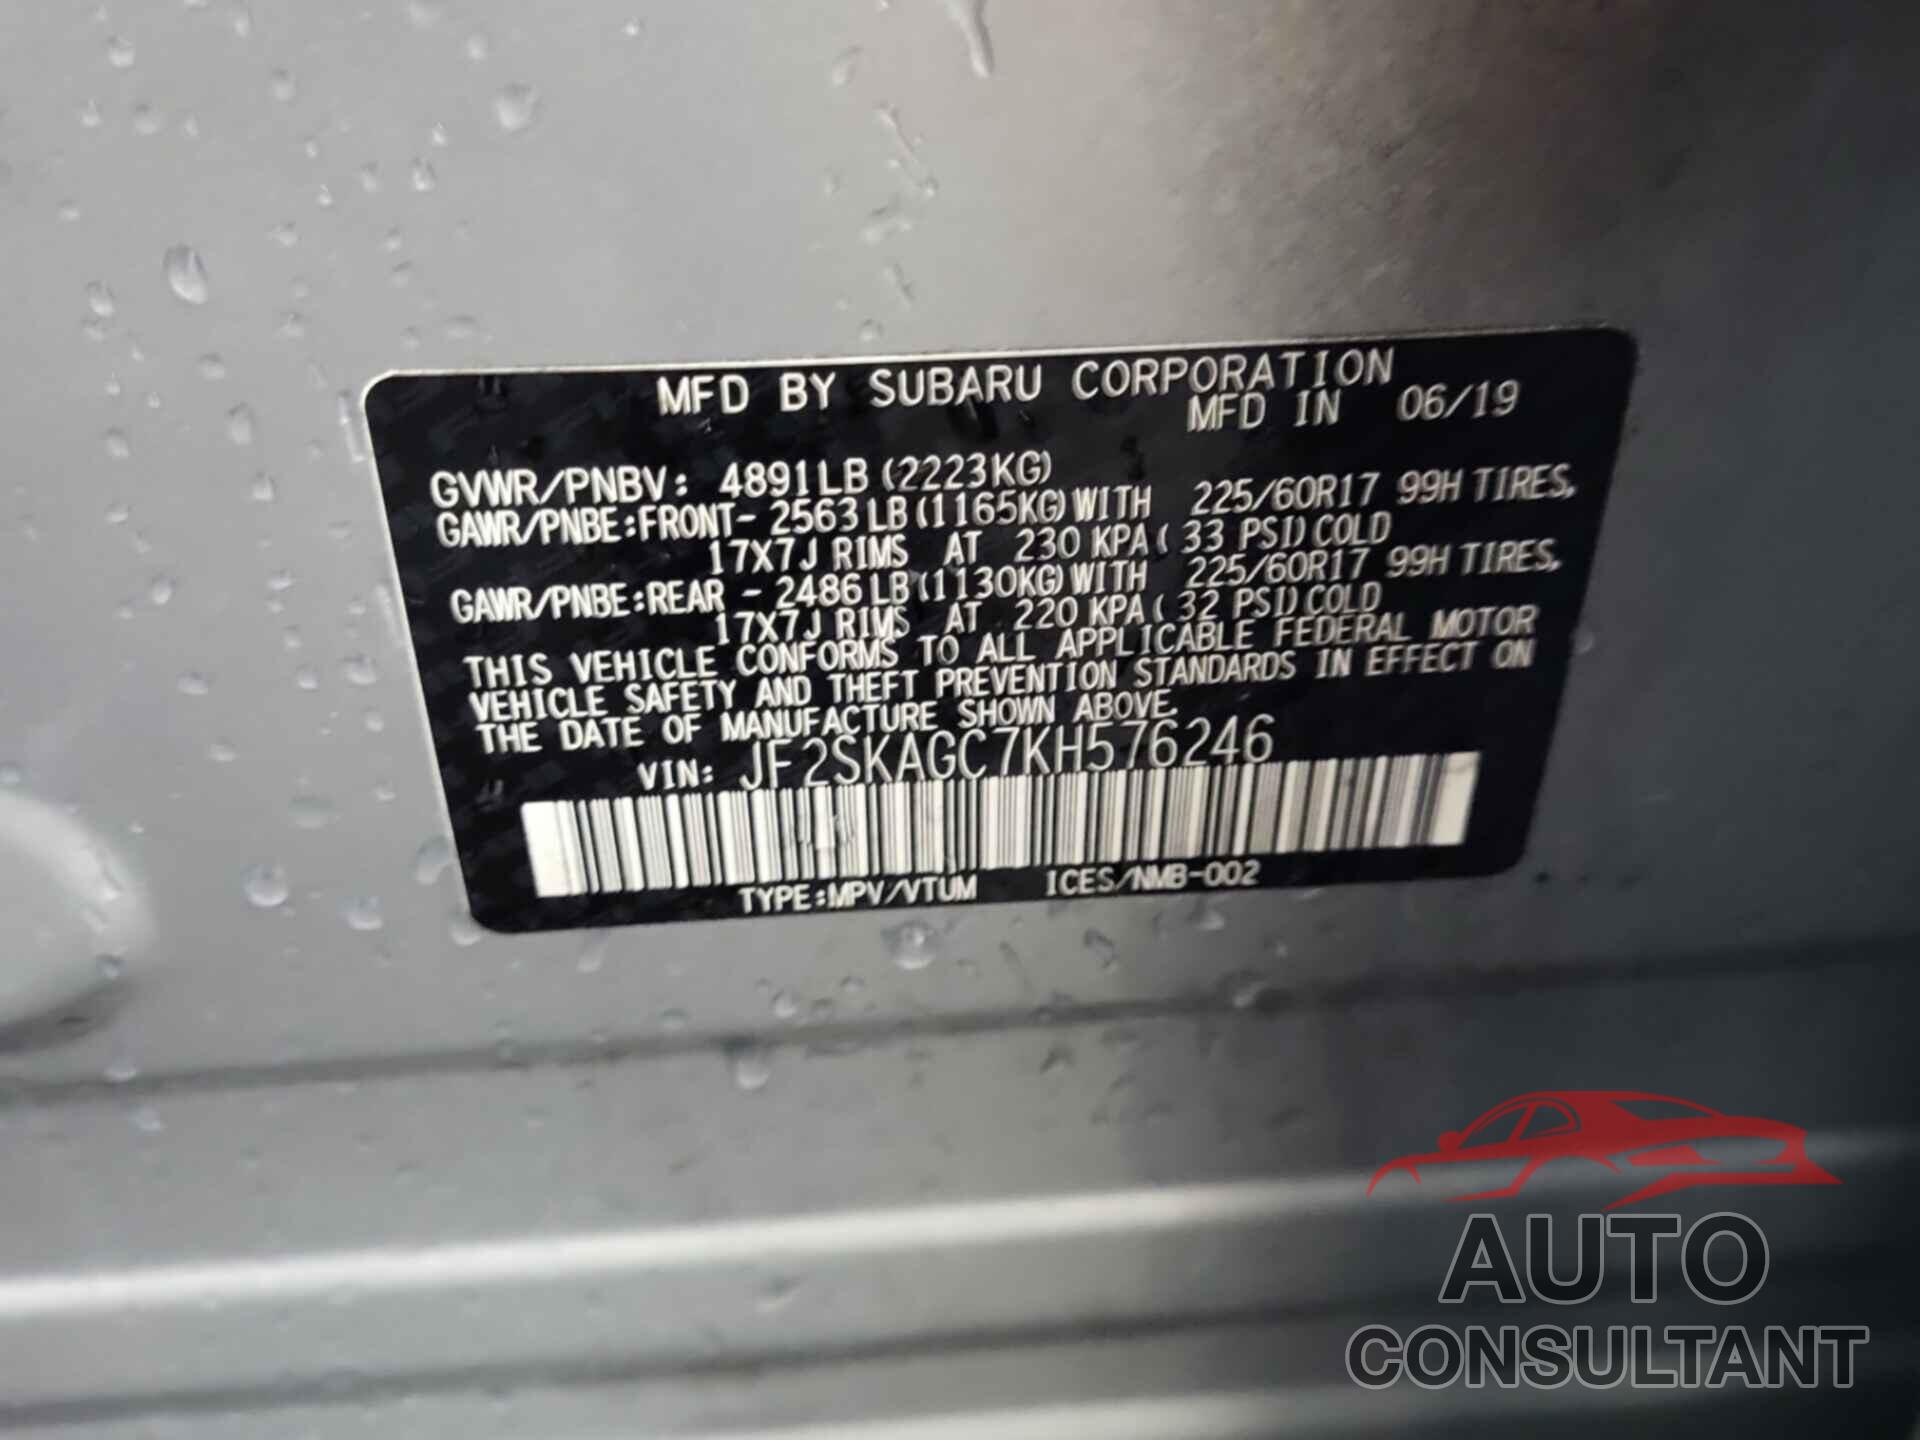 MFD BY SUBARU CORPORATION
MFD IN 06/19
GVWR/PNBV: 4891LB (2223KG)
GAWR/PNBE:FRONT- 2563LB (1165KG) WITH 225/60R17 99H TIRES,
17X7J RIMS AT 230 KPA( 33 PSI) COLD
GAWR/PNBE:REAR - 2486LB (1130KG) WITH 225/60R17 99H TIRES,
17X7J RIMS AT 220 KPA( 32 PSI) COLD
THIS VEHICLE CONFORMS TO ALL APPLICABLE FEDERAL MOTOR
VEHICLE SAFETY AND THEFT PREVENTION STANDARDS IN EFFECT ON
THE DATE OF MANUFACTURE SHOWN ABOVE.
VIN: JF2SKAGC7KH576246
TYPE:MPV/VTUM ICES/NMB-002
AUTO
CONSULTANT